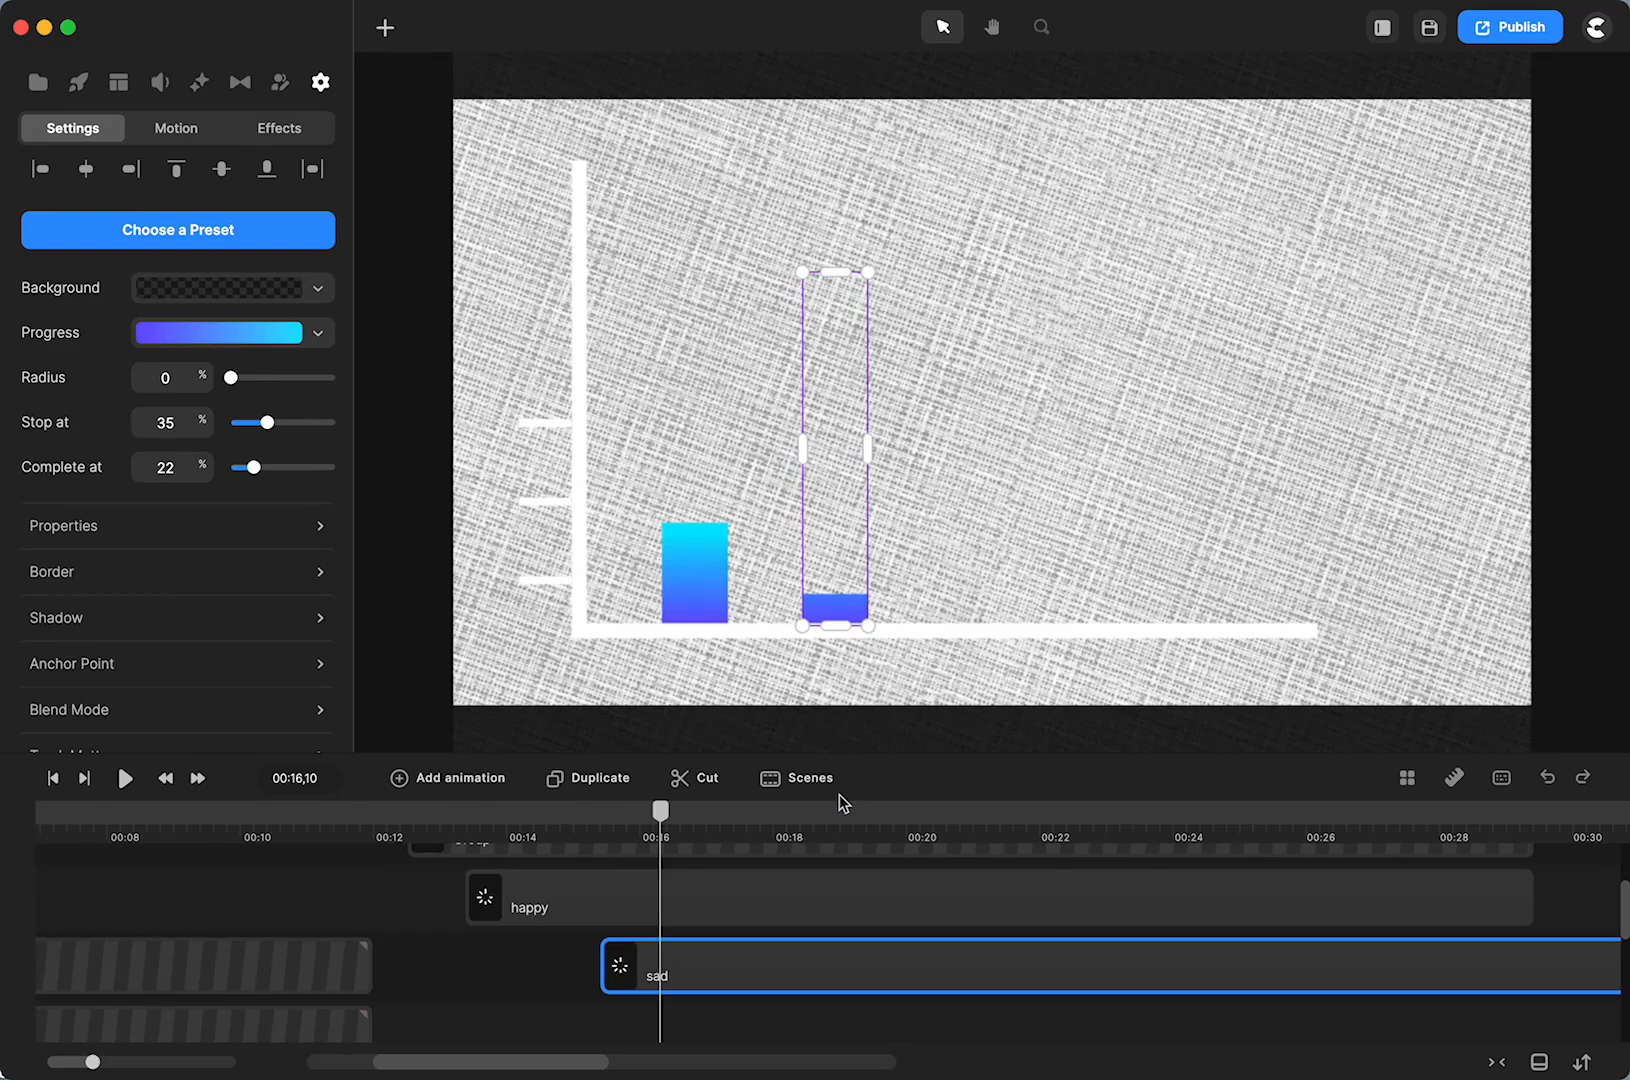 Publish
Settings Motion Effects
Choose a Preset
Background
Progress
Radius 0 %
Stop at 35 %
Complete at 22 %
Properties
Border
Shadow
Anchor Point
Blend Mode
00:16,10 Add animation Duplicate Cut Scenes
00:08 00:10 00:12 00:14 00:16 00:18 00:20 00:22 00:24 00:26 00:28 00:30
Group
happy
sad